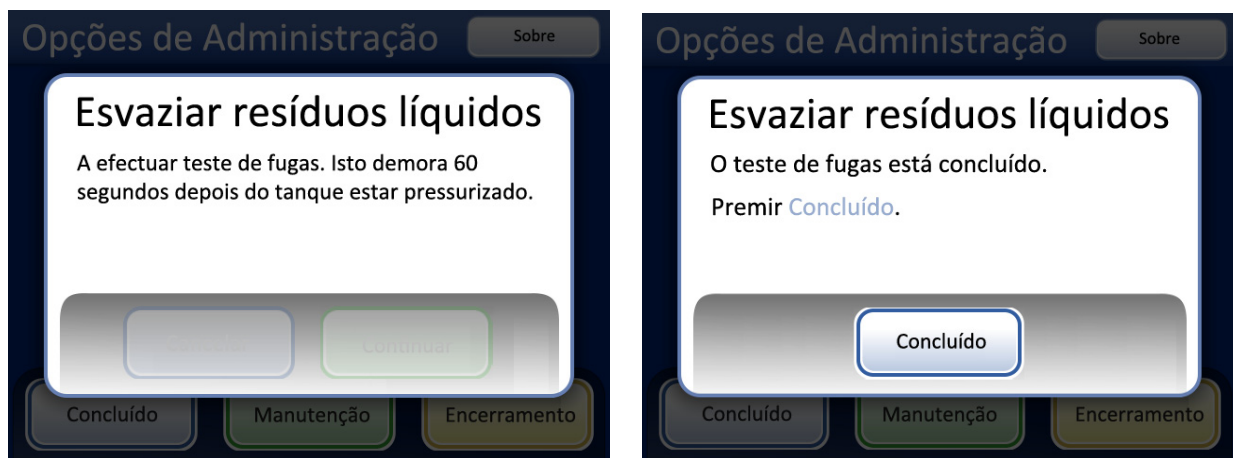 Opções de Administração
Sobre
Esvaziar resíduos líquidos
A efectuar teste de fugas. Isto demora 60
segundos depois do tanque estar pressurizado.
Continuar
Concluído
Manutenção
Encerramento
Opções de Administração
Sobre
Esvaziar resíduos líquidos
O teste de fugas está concluído.
Premir Concluído.
Concluído
Concluído
Manutenção
Encerramento